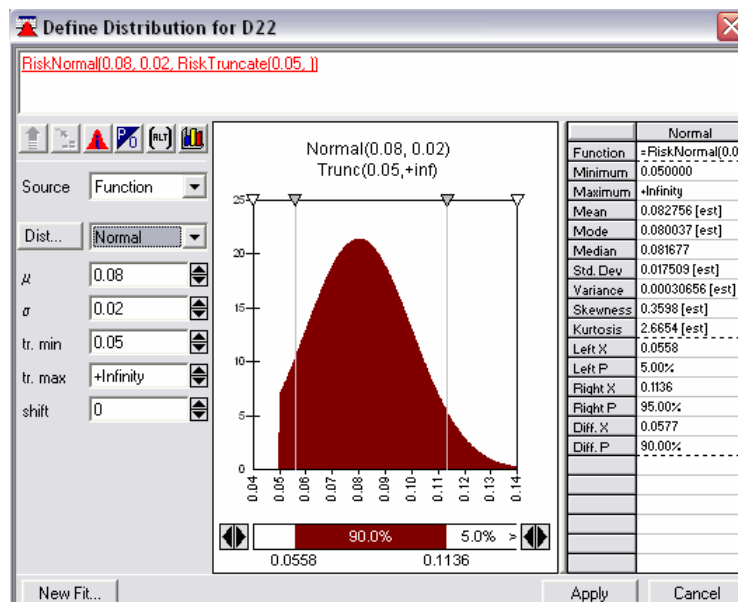 Define Distribution for D22
RiskNormal(0.08, 0.02, RiskTruncate(0.05, ))
Source Function
Dist... Normal
μ 0.08
σ 0.02
tr. min 0.05
tr. max +Infinity
shift 0
Normal(0.08, 0.02)
Trunc(0.05,+inf)
25
20
15
10
5
0
0.04
0.05
0.06
0.07
0.08
0.09
0.10
0.11
0.12
0.13
0.14
90.0% 5.0% >
0.0558 0.1136
Normal
Function =RiskNormal(0.0
Minimum 0.050000
Maximum +Infinity
Mean 0.082756 [est]
Mode 0.080037 [est]
Median 0.081677
Std. Dev 0.017509 [est]
Variance 0.00030656 [est]
Skewness 0.3598 [est]
Kurtosis 2.6654 [est]
Left X 0.0558
Left P 5.00%
Right X 0.1136
Right P 95.00%
Diff. X 0.0577
Diff. P 90.00%
New Fit... Apply Cancel